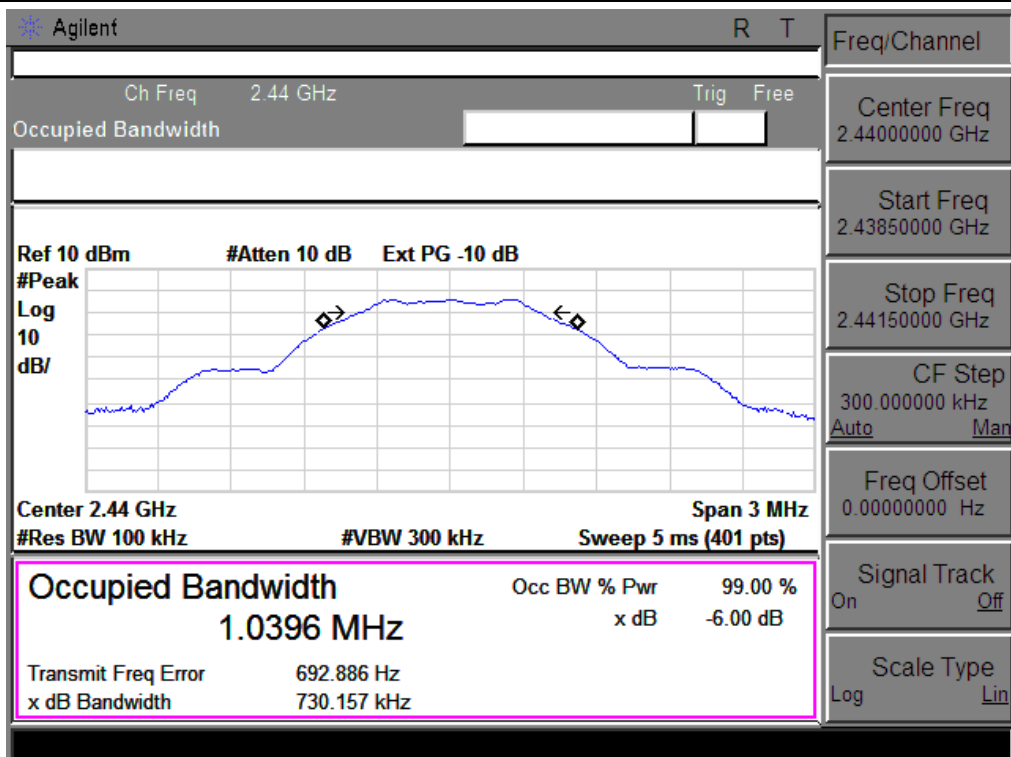 Agilent R T
Ch Freq 2.44 GHz Trig Free
Occupied Bandwidth
Ref 10 dBm #Atten 10 dB Ext PG -10 dB
#Peak
Log
10
dB/
Center 2.44 GHz Span 3 MHz
#Res BW 100 kHz #VBW 300 kHz Sweep 5 ms (401 pts)
Occupied Bandwidth Occ BW % Pwr 99.00 %
1.0396 MHz x dB -6.00 dB
Transmit Freq Error 692.886 Hz
x dB Bandwidth 730.157 kHz
Freq/Channel
Center Freq
2.44000000 GHz
Start Freq
2.43850000 GHz
Stop Freq
2.44150000 GHz
CF Step
300.000000 kHz
Auto Man
Freq Offset
0.00000000 Hz
Signal Track
On Off
Scale Type
Log Lin